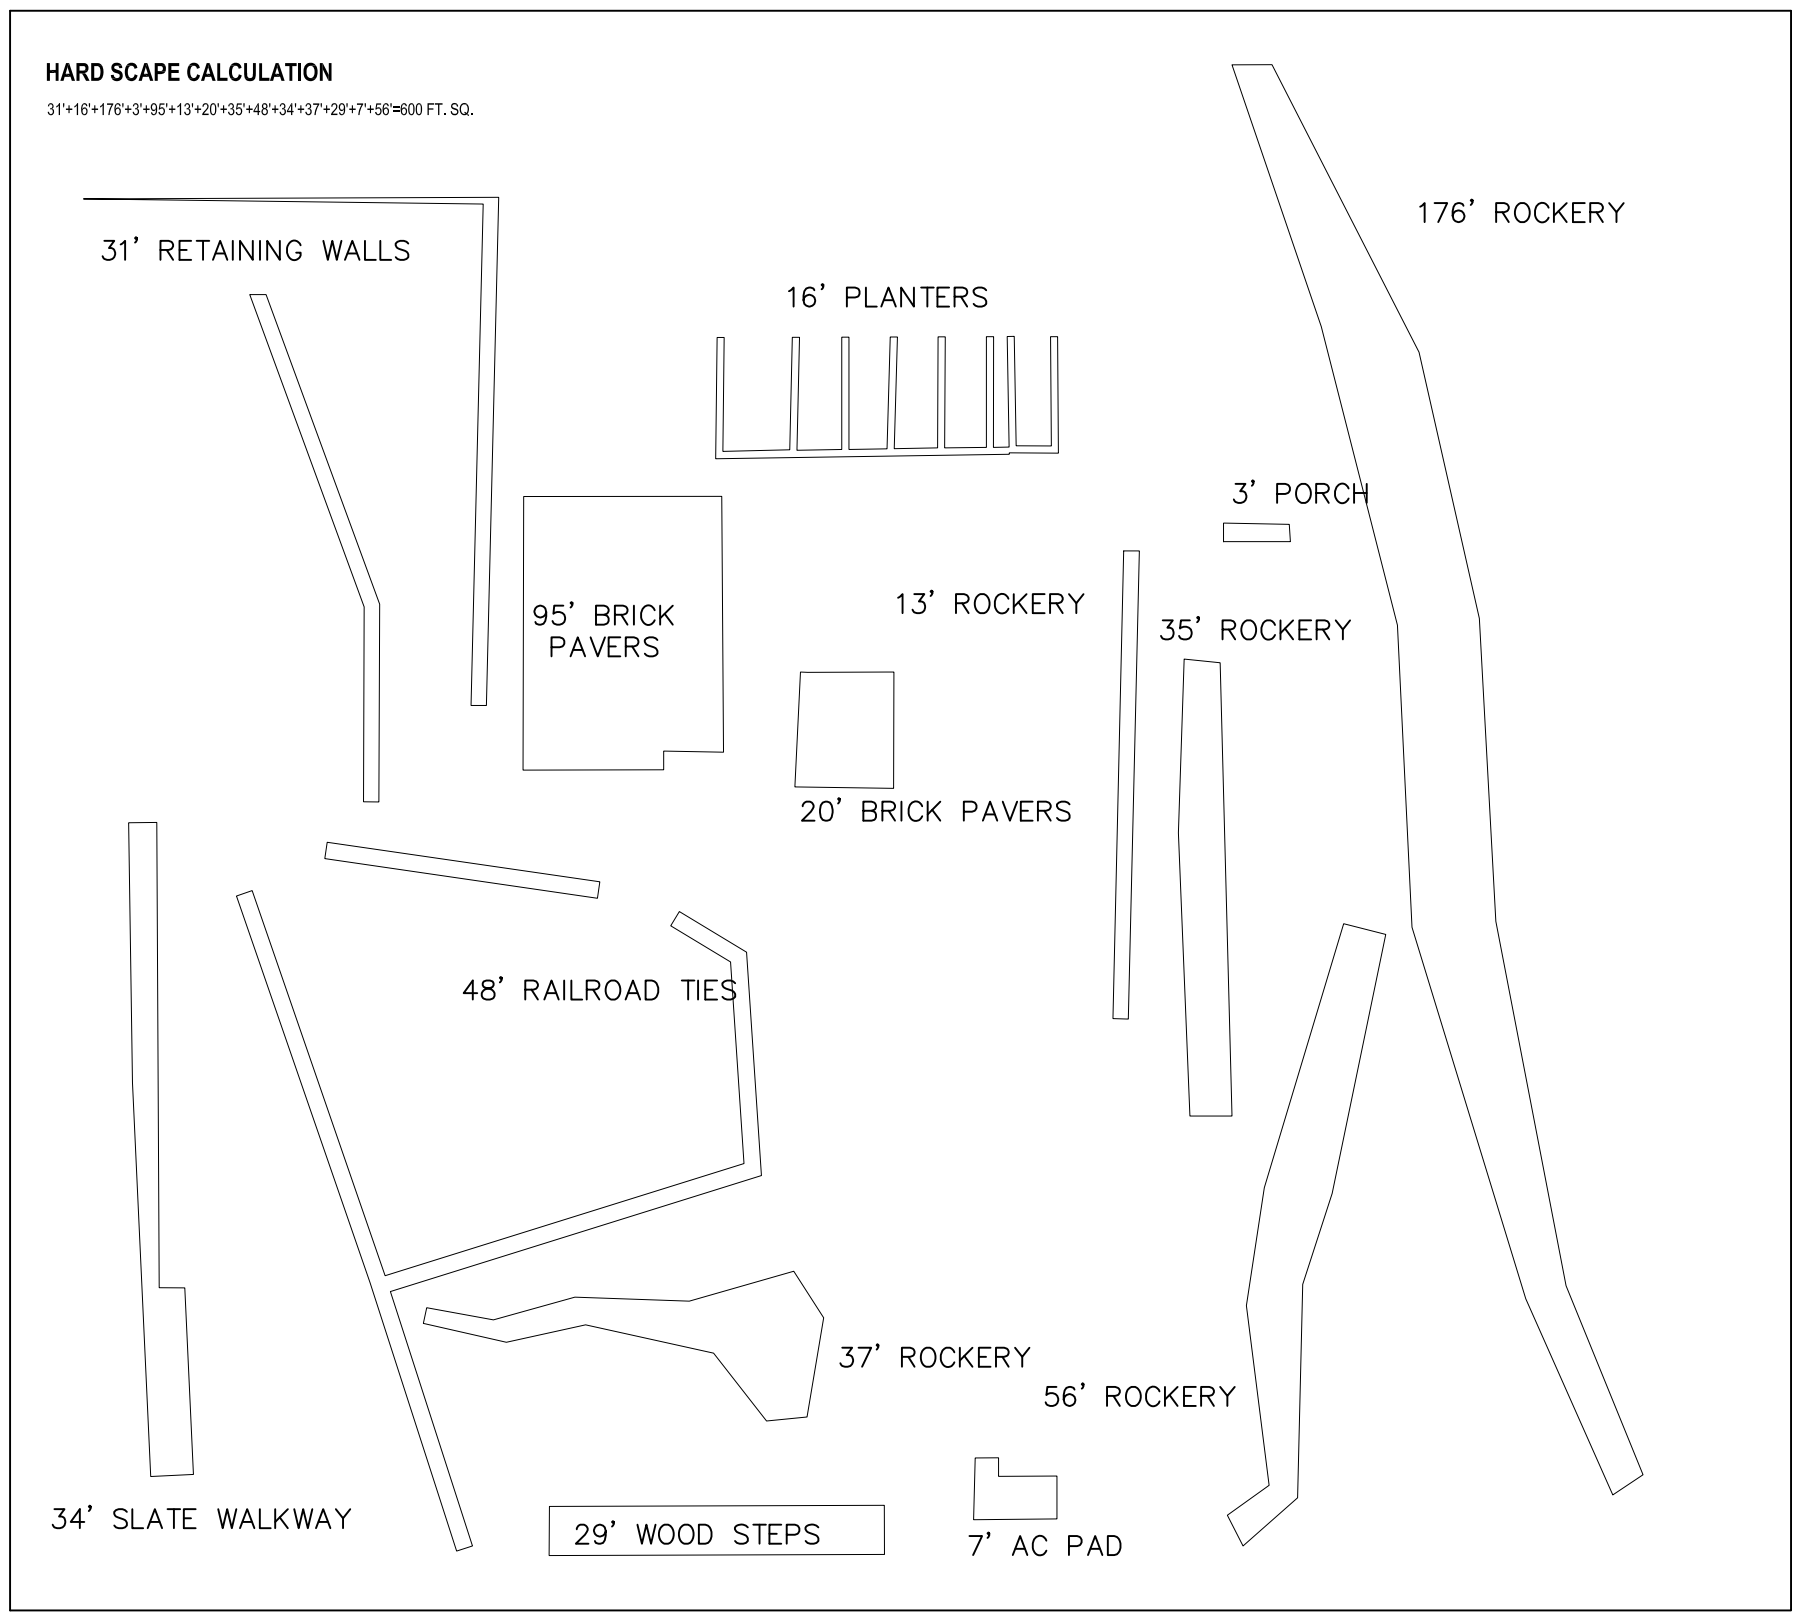 HARD SCAPE CALCULATION
31'+16'+176'+3'+95'+13'+20'+35'+48'+34'+37'+29'+7'+56'=600 FT. SQ.
176' ROCKERY
31' RETAINING WALLS
16' PLANTERS
3' PORCH
95' BRICK
PAVERS
13' ROCKERY
35' ROCKERY
20' BRICK PAVERS
48' RAILROAD TIES
37' ROCKERY
56' ROCKERY
34' SLATE WALKWAY
29' WOOD STEPS
7' AC PAD